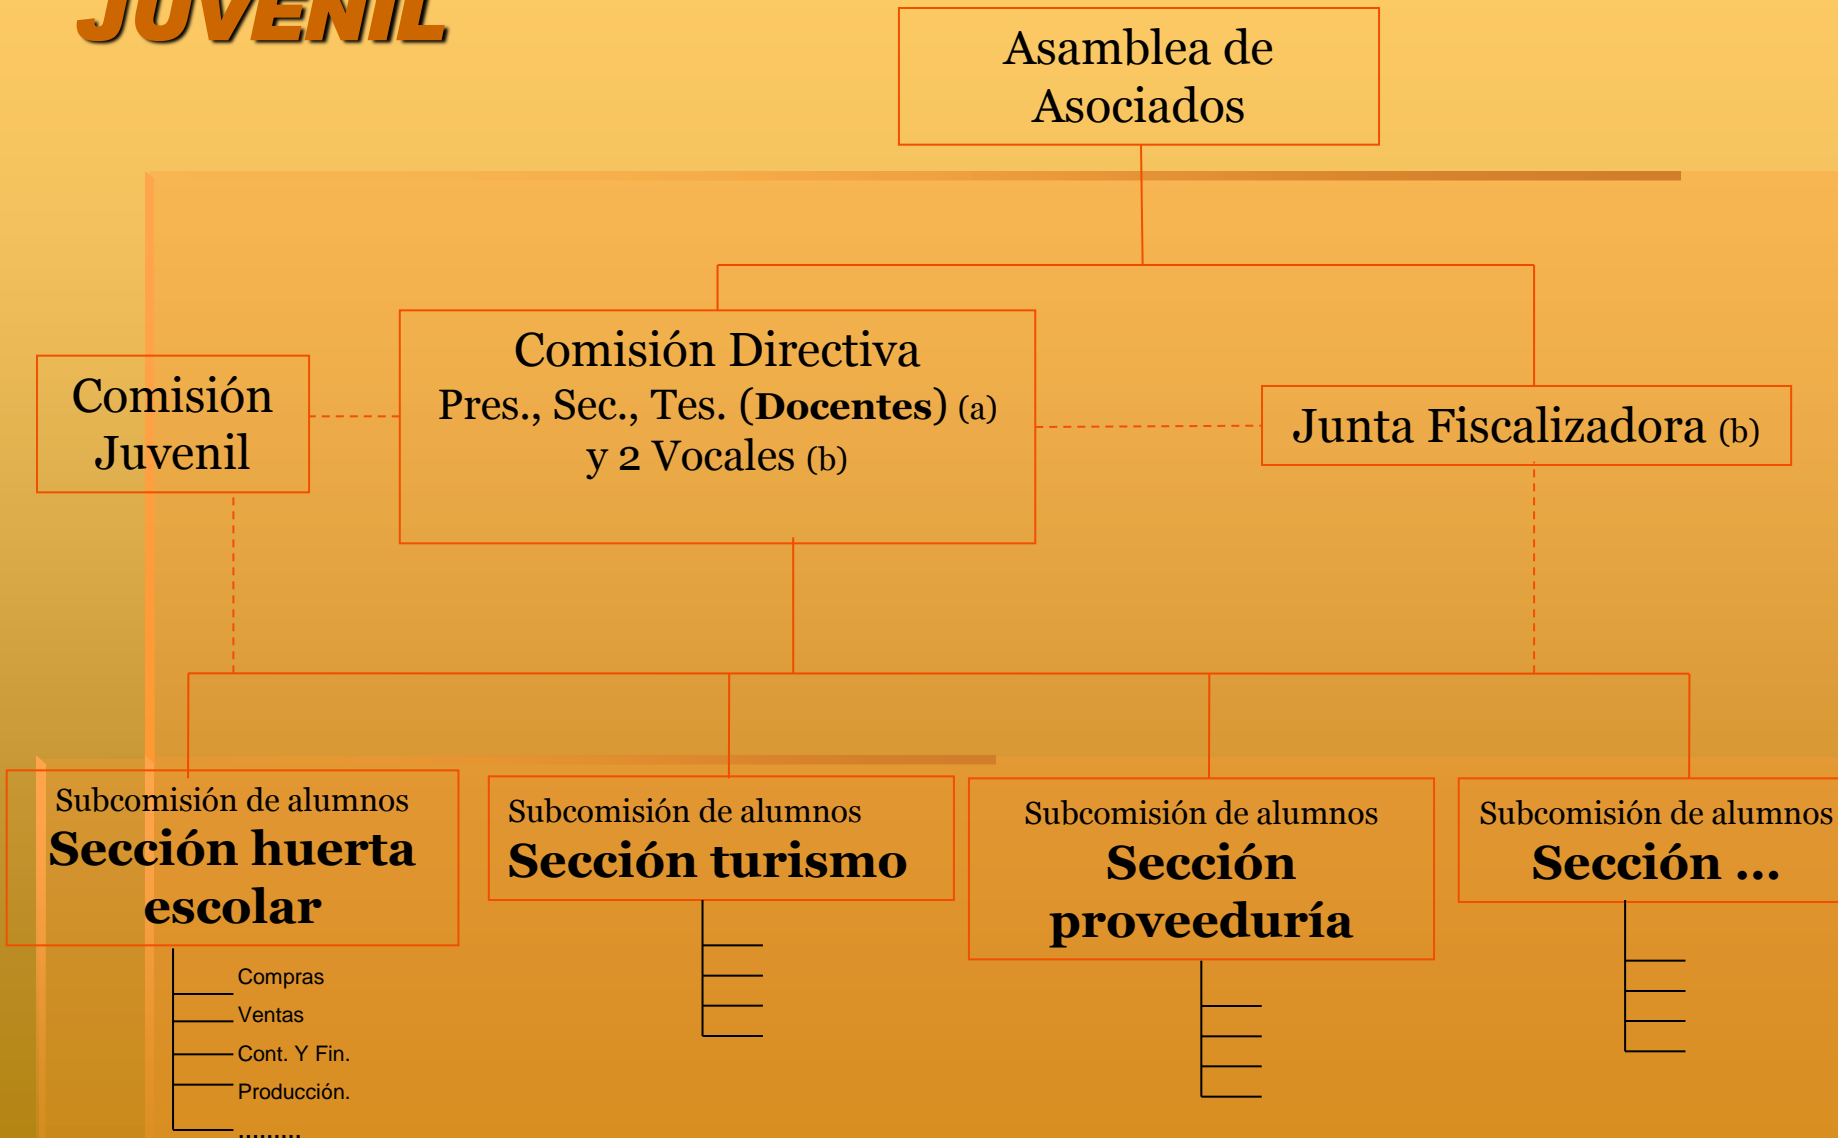 JUVENIL
Asamblea de
Asociados
Comisión
Juvenil
Comisión Directiva
Pres., Sec., Tes. (Docentes) (a)
y 2 Vocales (b)
Junta Fiscalizadora (b)
Subcomisión de alumnos
Sección huerta
escolar
Compras
Ventas
Cont. Y Fin.
Producción.
.........
Subcomisión de alumnos
Sección turismo
Subcomisión de alumnos
Sección
proveeduría
Subcomisión de alumnos
Sección ...